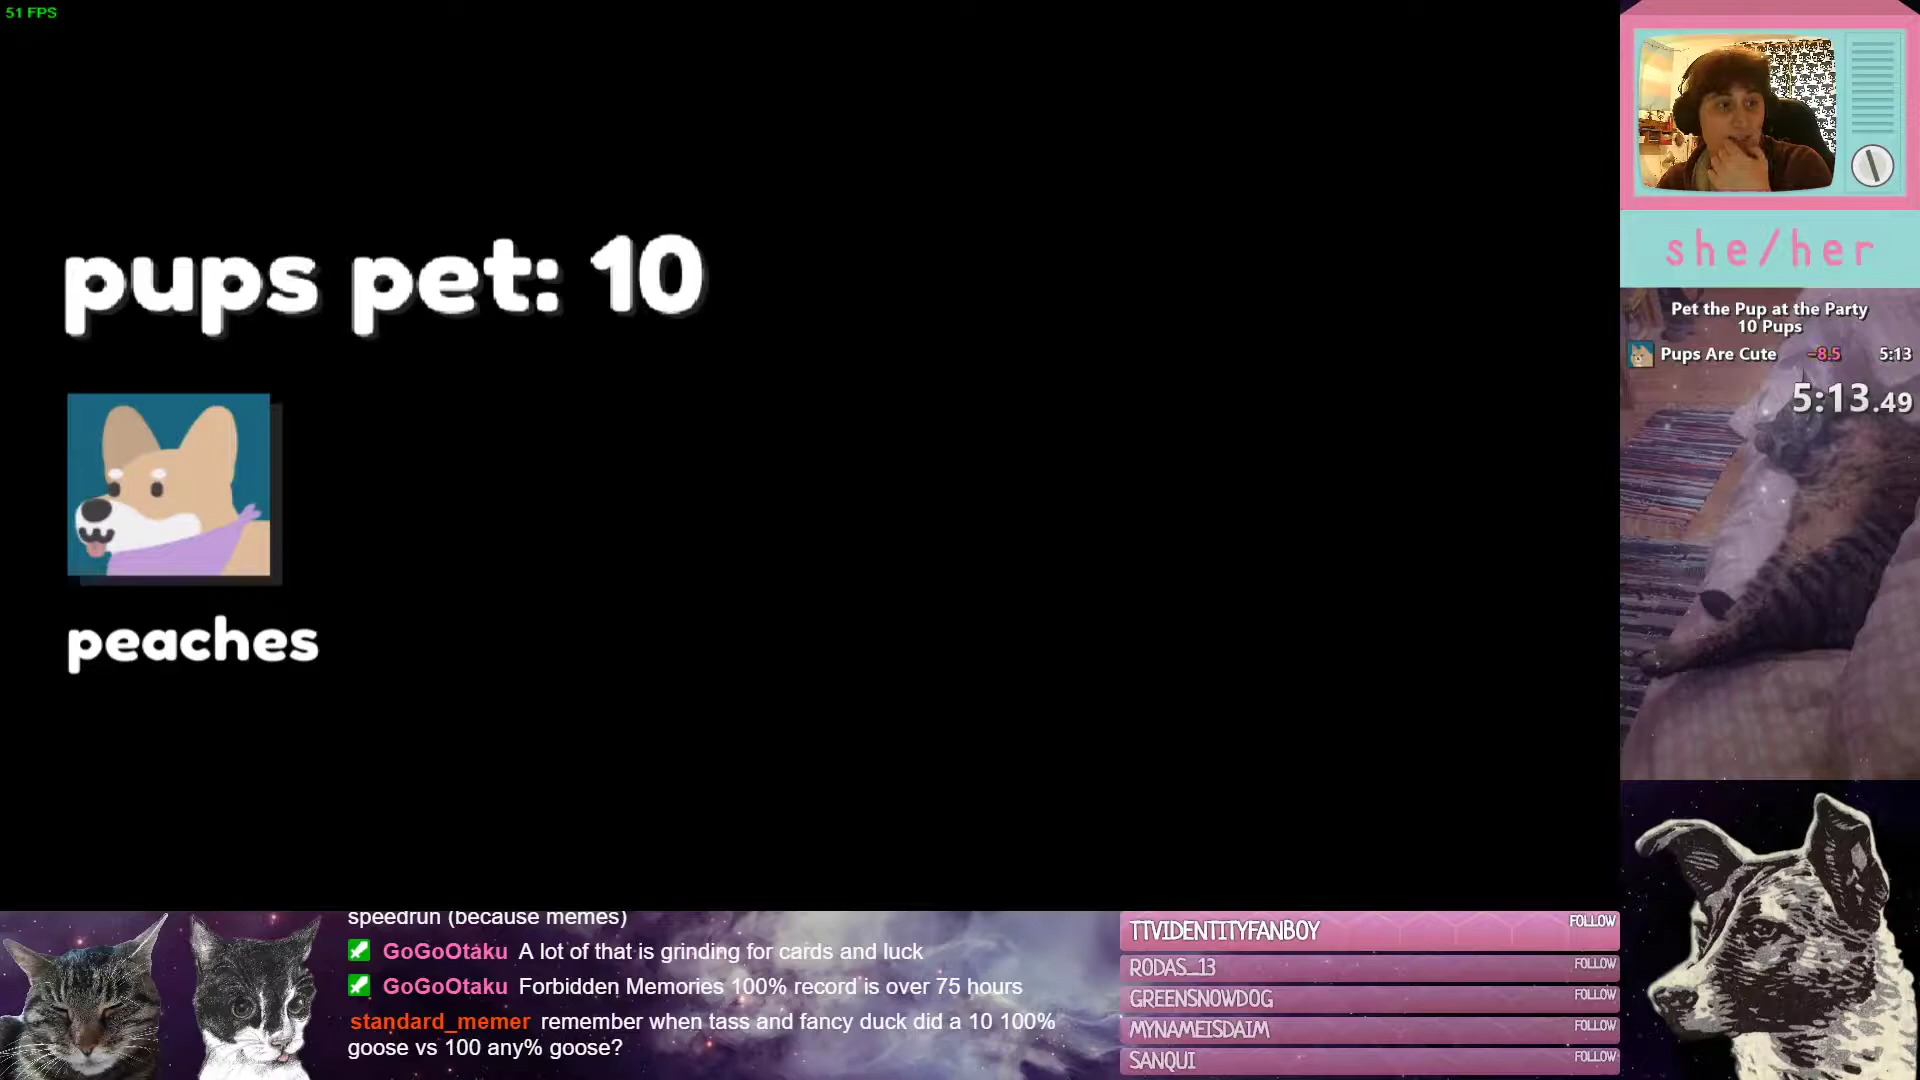 51 FPS
pups pet: 10
peaches
she/her
Pet the Pup at the Party
10 Pups
Pups Are Cute -8.5 5:13
5:13.49
speedrun (because memes)
GoGoOtaku A lot of that is grinding for cards and luck
GoGoOtaku Forbidden Memories 100% record is over 75 hours
standard_memer remember when tass and fancy duck did a 10 100%
goose vs 100 any% goose?
TTVIDENTITYFANBOY FOLLOW
RODAS_13 FOLLOW
GREENSNOWDOG FOLLOW
MYNAMEISDAIM FOLLOW
SANQUI FOLLOW